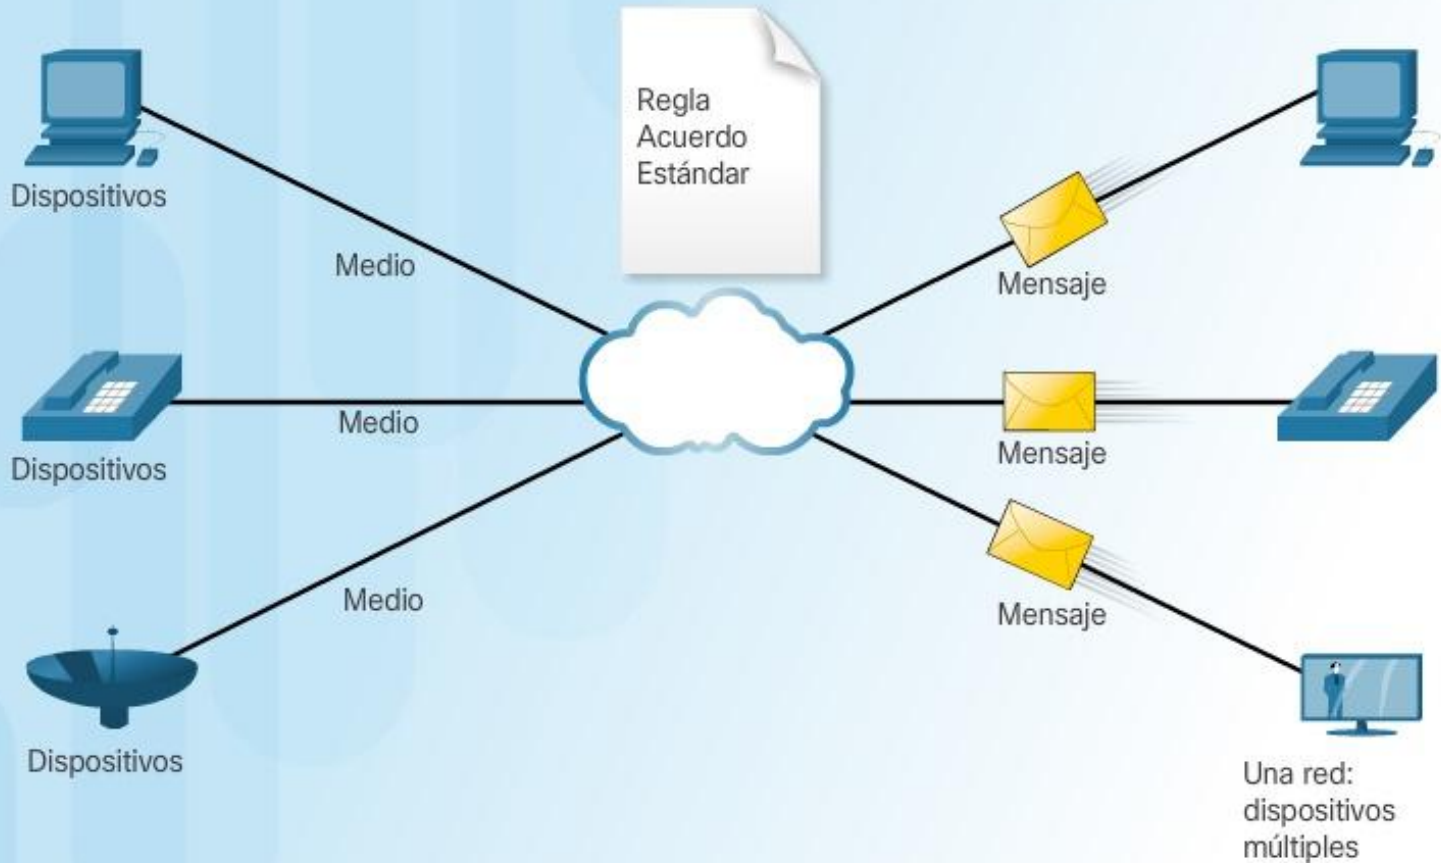 Regla
Acuerdo
Estándar
Dispositivos
Medio
Mensaje
Medio
Mensaje
Dispositivos
Medio
Mensaje
Dispositivos
Una red:
dispositivos
múltiples